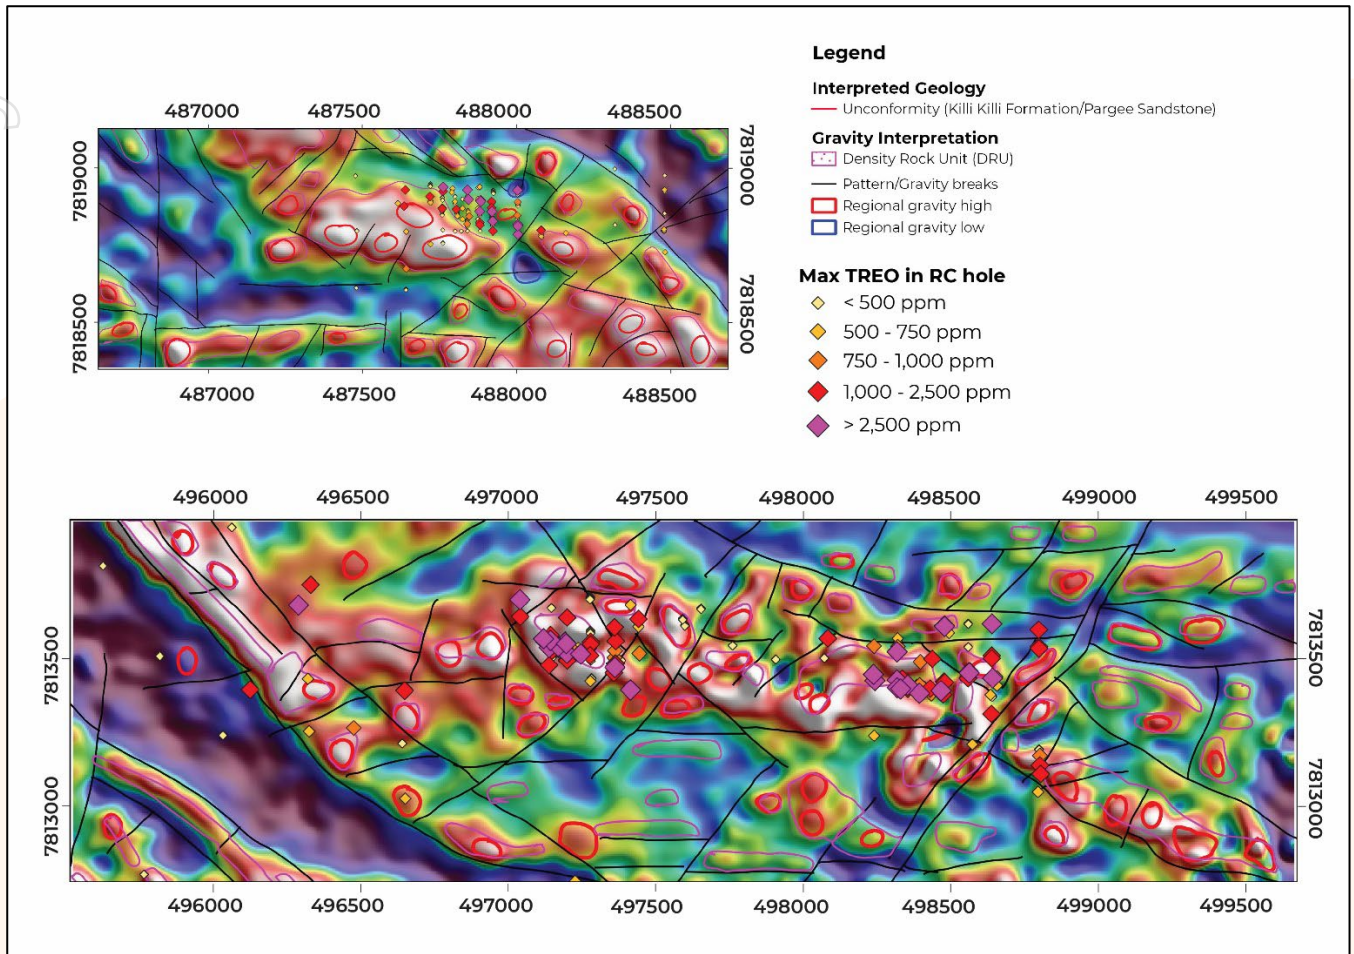 Legend
Interpreted Geology
Unconformity (Killi Killi Formation/Pargee Sandstone)
Gravity Interpretation
Density Rock Unit (DRU)
Pattern/Gravity breaks
Regional gravity high
Regional gravity low
Max TREO in RC hole
< 500 ppm
500 - 750 ppm
750 - 1,000 ppm
1,000 - 2,500 ppm
> 2,500 ppm
487000 487500 488000 488500
7819000
7818500
7819000
7818500
487000 487500 488000 488500
496000 496500 497000 497500 498000 498500 499000 499500
7813500
7813000
7813500
7813000
496000 496500 497000 497500 498000 498500 499000 499500